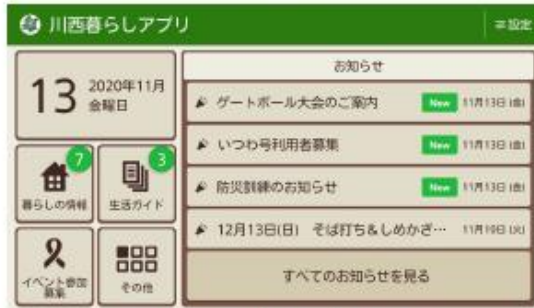 川西暮らしアプリ
設定
13
2020年11月
金曜日
お知らせ
ゲートボール大会のご案内 New 11月13日(金)
いつわ号利用者募集 New 11月13日(金)
防災訓練のお知らせ New 11月13日(金)
12月13日(日) そば打ち&しめかざ…
すべてのお知らせを見る
7
暮らしの情報
3
生活ガイド
イベント参加
募集
その他